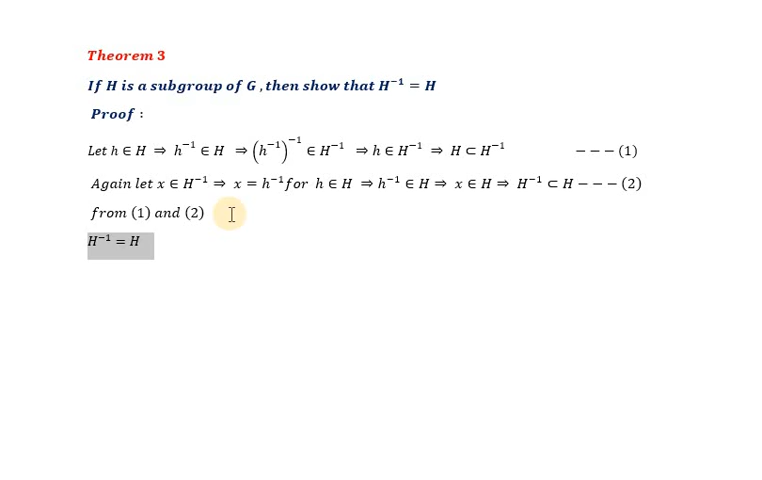 Theorem 3
If H is a subgroup of G ,then show that H⁻¹ = H
Proof :
Let h ∈ H ⇒ h⁻¹ ∈ H ⇒ (h⁻¹)⁻¹ ∈ H⁻¹ ⇒ h ∈ H⁻¹ ⇒ H ⊂ H⁻¹ − − − (1)
Again let x ∈ H⁻¹ ⇒ x = h⁻¹for h ∈ H ⇒ h⁻¹ ∈ H ⇒ x ∈ H ⇒ H⁻¹ ⊂ H − − − (2)
from (1) and (2)
H⁻¹ = H